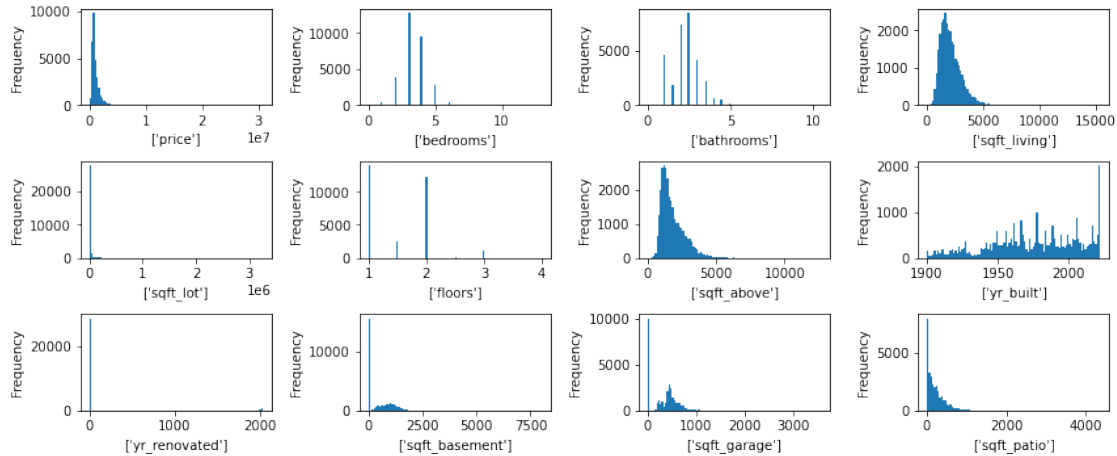 Frequency
10000
5000
0
0
1
2
3
1e7
['price']
Frequency
10000
5000
0
0
5
10
['bedrooms']
Frequency
5000
0
0
5
10
['bathrooms']
Frequency
2000
1000
0
0
5000
10000
15000
['sqft_living']
Frequency
20000
10000
0
0
1
2
3
1e6
['sqft_lot']
Frequency
10000
5000
0
1
2
3
4
['floors']
Frequency
2000
1000
0
0
5000
10000
['sqft_above']
Frequency
2000
1000
0
1900
1950
2000
['yr_built']
Frequency
20000
10000
0
0
1000
2000
['yr_renovated']
Frequency
10000
5000
0
0
2500
5000
7500
['sqft_basement']
Frequency
10000
5000
0
0
1000
2000
3000
['sqft_garage']
Frequency
5000
0
0
2000
4000
['sqft_patio']